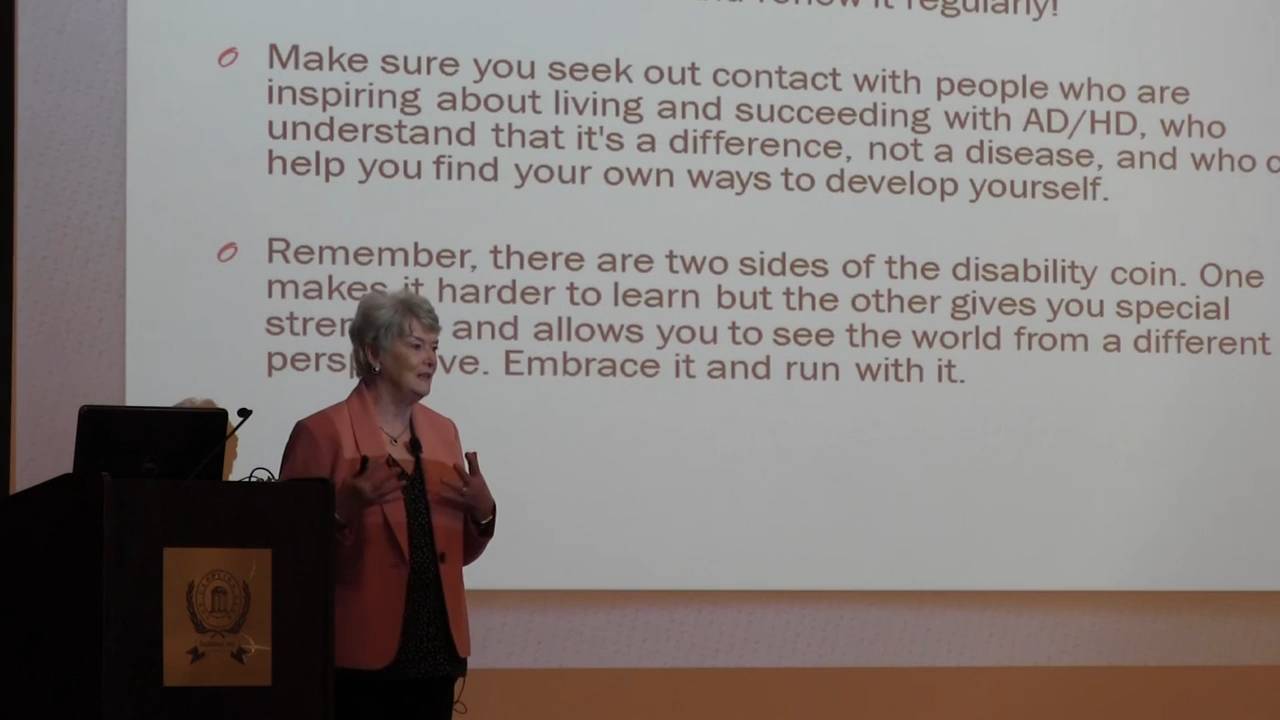 renew it regularly!
Make sure you seek out contact with people who are
inspiring about living and succeeding with AD/HD, who
understand that it's a difference, not a disease, and who
help you find your own ways to develop yourself.
Remember, there are two sides of the disability coin. One
makes it harder to learn but the other gives you special
and allows you to see the world from a different
Embrace it and run with it.